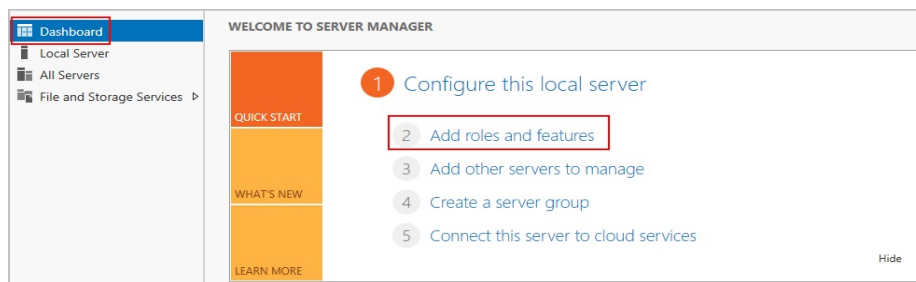 Dashboard
Local Server
All Servers
File and Storage Services
WELCOME TO SERVER MANAGER
QUICK START
WHAT'S NEW
LEARN MORE
1 Configure this local server
2 Add roles and features
3 Add other servers to manage
4 Create a server group
5 Connect this server to cloud services
Hide